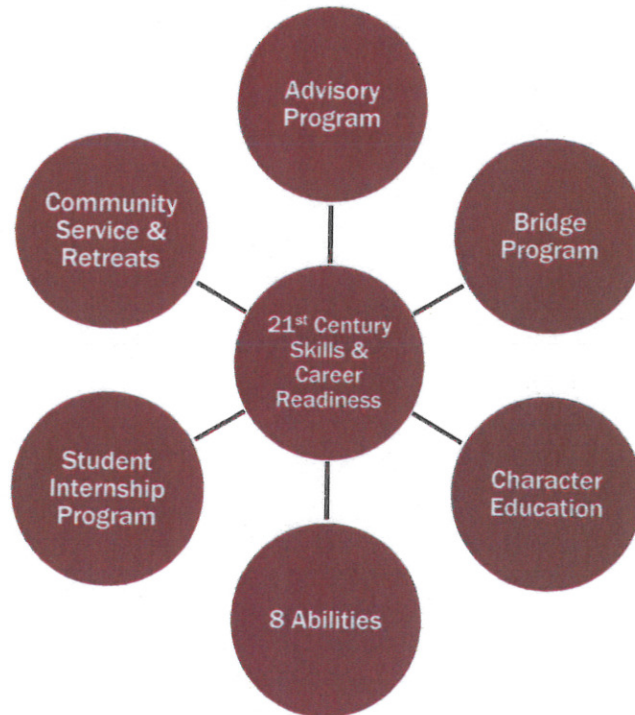 Advisory
Program
Bridge
Program
Character
Education
8 Abilities
Student
Internship
Program
Community
Service &
Retreats
21st Century
Skills &
Career
Readiness